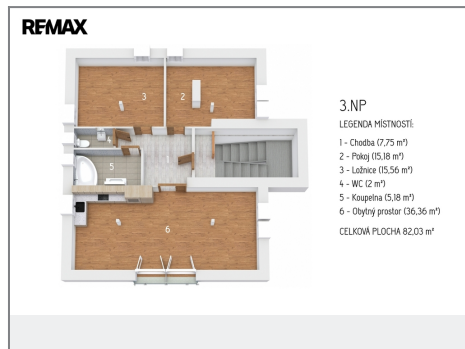 RE/MAX
3
2
5
6
3.NP
LEGENDA MÍSTNOSTÍ:
1 - Chodba (7,75 m²)
2 - Pokoj (15,18 m²)
3 - Ložnice (15,56 m²)
4 - WC (2 m²)
5 - Koupelna (5,18 m²)
6 - Obytný prostor (36,36 m²)
CELKOVÁ PLOCHA 82,03 m²